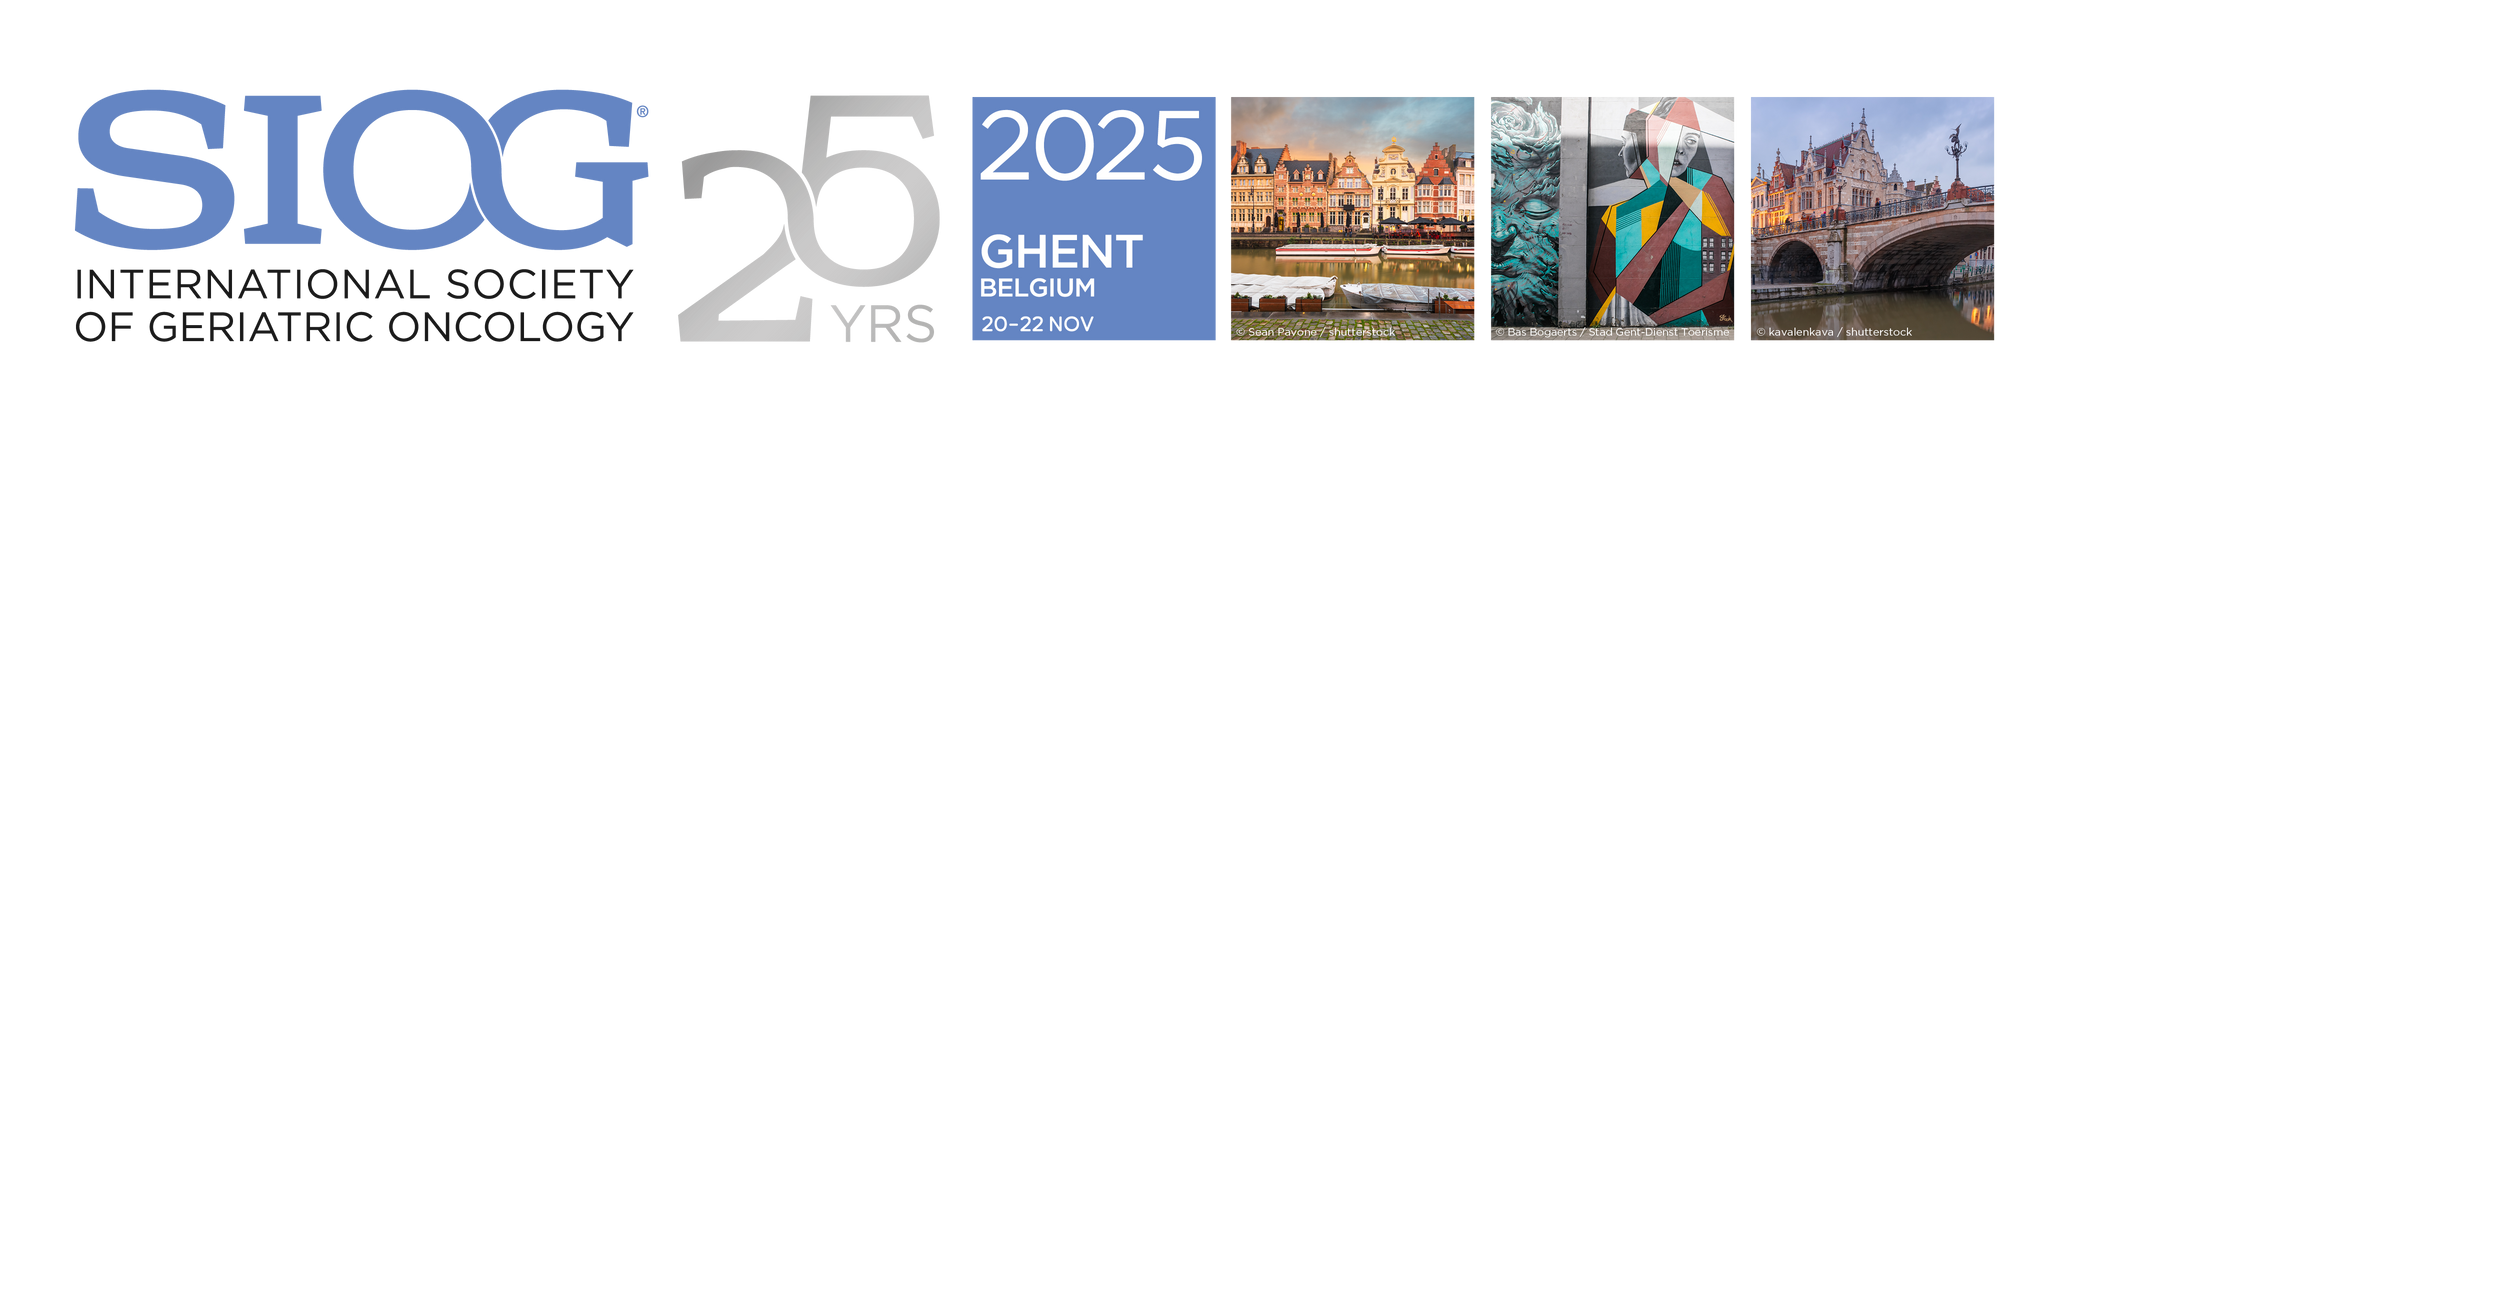 SIOG®
INTERNATIONAL SOCIETY
OF GERIATRIC ONCOLOGY
25
YRS
2025
GHENT
BELGIUM
20–22 NOV
© Sean Pavone / shutterstock
© Bas Bogaerts / Stad Gent-Dienst Toerisme
© kavalenkava / shutterstock